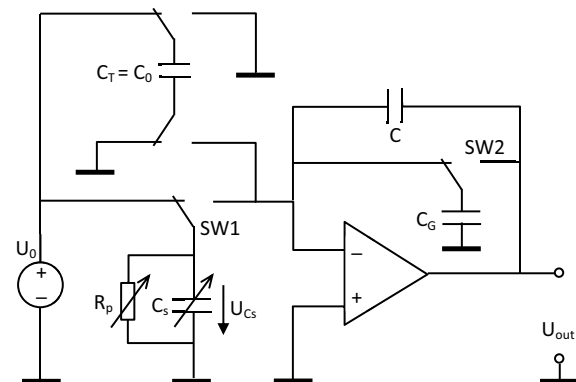 C_T = C_0
C
SW2
C_G
SW1
U_0
+
−
R_p
C_s
U_Cs
−
+
U_out